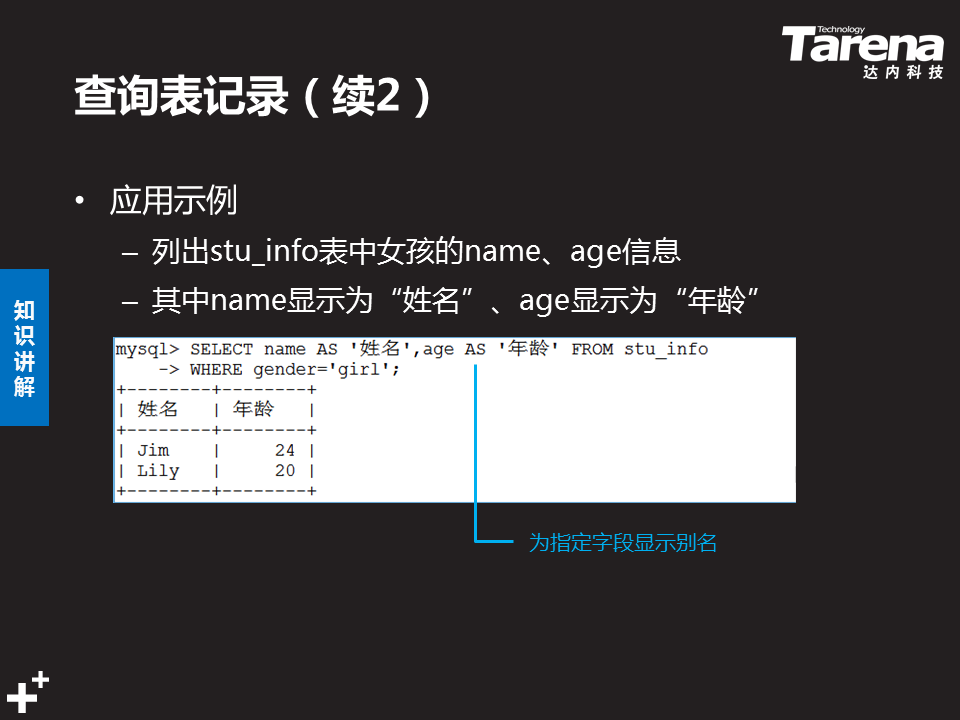 Technology
Tarena
达内科技
查询表记录（续2）
• 应用示例
– 列出stu_info表中女孩的name、age信息
– 其中name显示为“姓名”、age显示为“年龄”
知识讲解
mysql> SELECT name AS '姓名',age AS '年龄' FROM stu_info
    -> WHERE gender='girl';
+--------+--------+
| 姓名   | 年龄   |
+--------+--------+
| Jim    |     24 |
| Lily   |     20 |
+--------+--------+
为指定字段显示别名